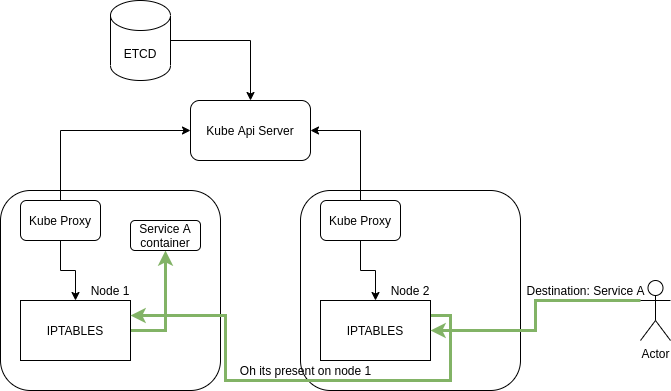 ETCD
Kube Api Server
Kube Proxy
Service A
container
Node 1
IPTABLES
Kube Proxy
Node 2
IPTABLES
Destination: Service A
Actor
Oh its present on node 1